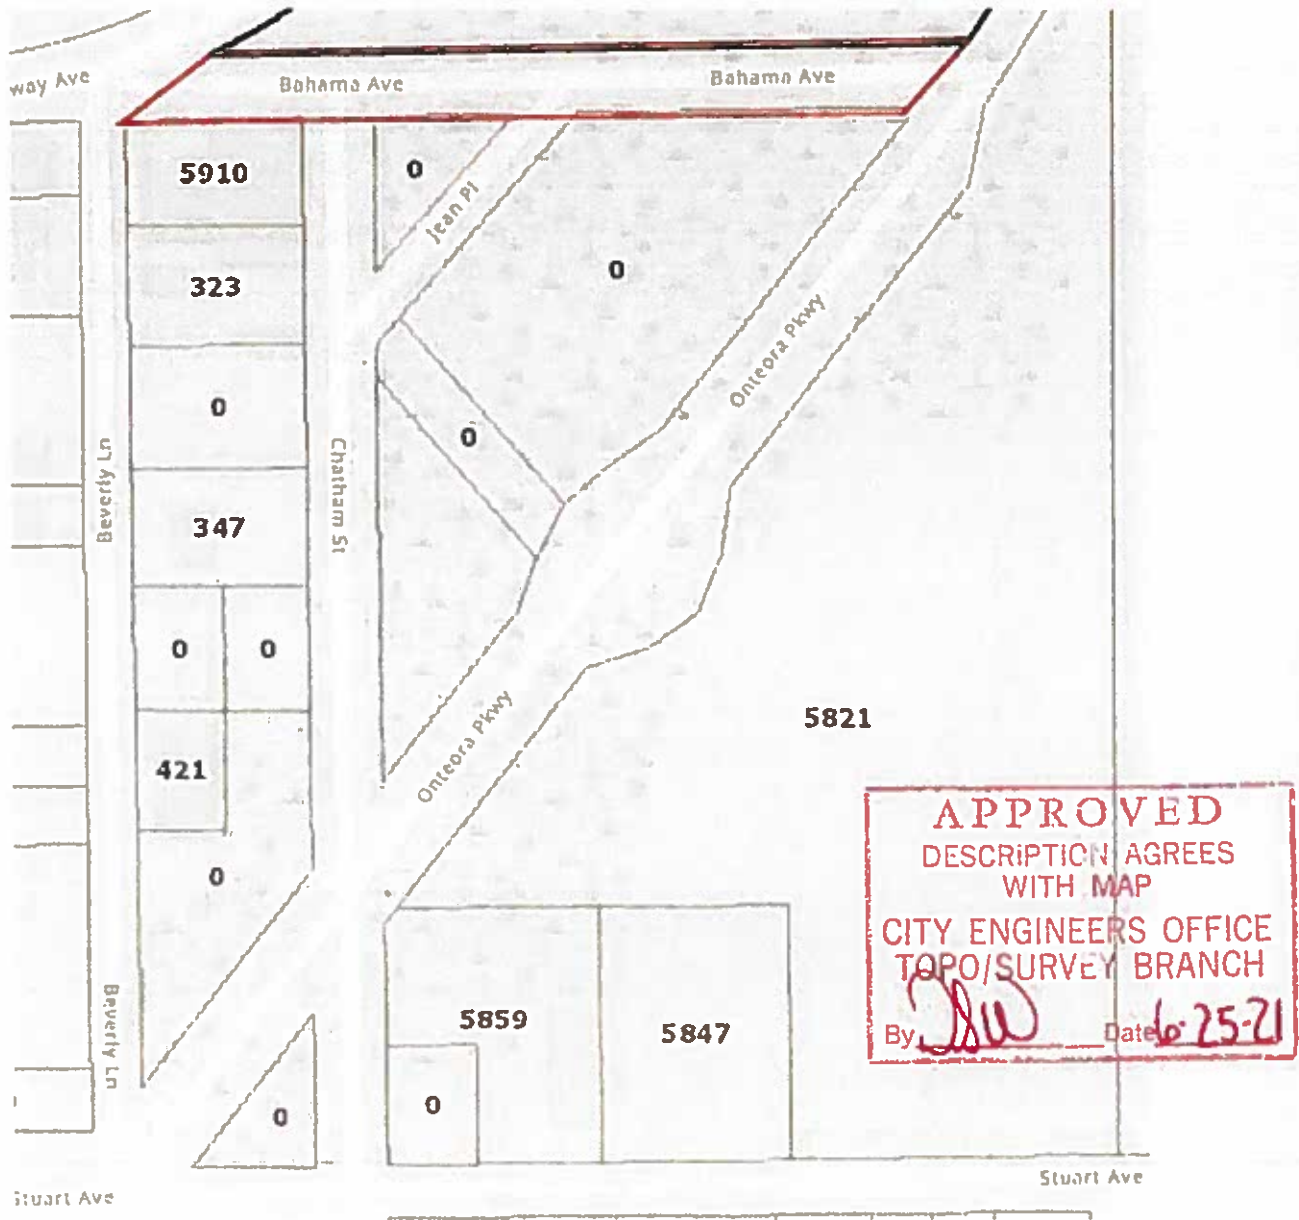 way Ave
Bahama Ave
Bahama Ave
5910
0
Jean Pl
323
0
Onteora Pkwy
0
0
Beverly Ln
Chatham St
347
0
0
Onteora Pkwy
5821
421
0
APPROVED
DESCRIPTION AGREES
WITH MAP
CITY ENGINEERS OFFICE
TOPO/SURVEY BRANCH
By Date 6-25-21
5859
5847
Beverly Ln
0
0
Stuart Ave
Stuart Ave